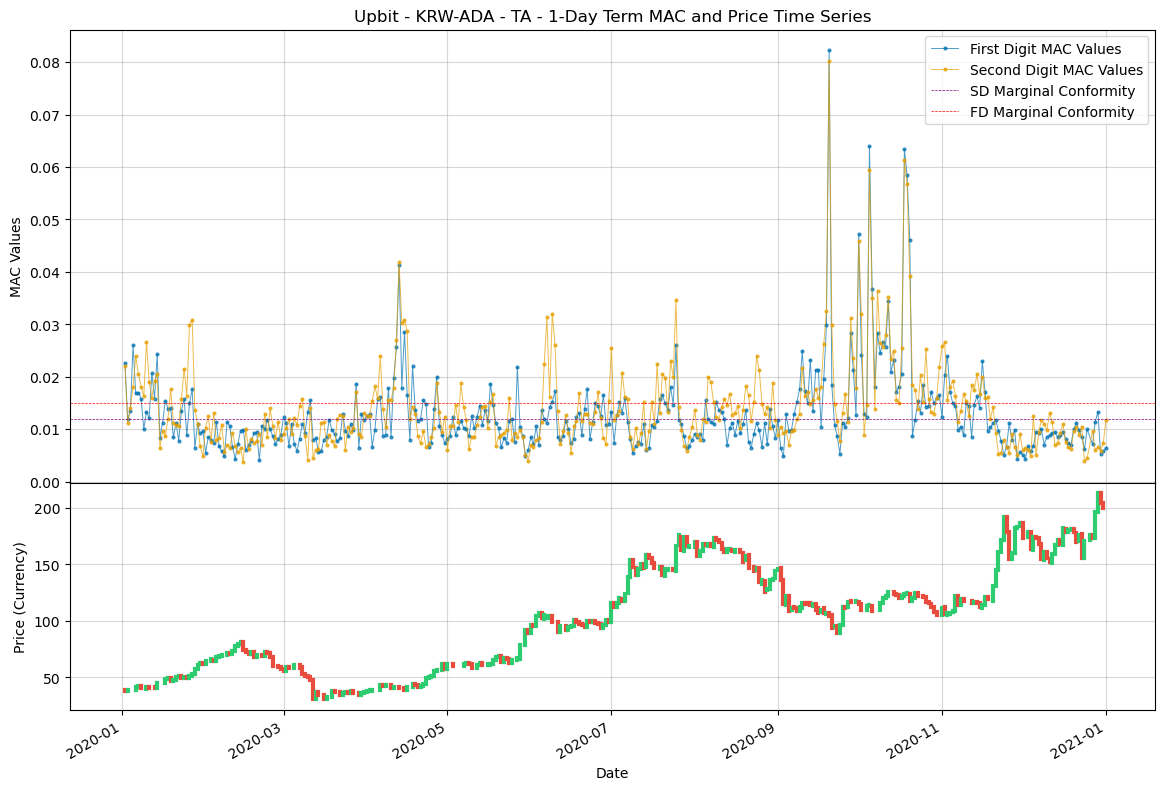 Upbit - KRW-ADA - TA - 1-Day Term MAC and Price Time Series
First Digit MAC Values
Second Digit MAC Values
SD Marginal Conformity
FD Marginal Conformity
MAC Values
0.08
0.07
0.06
0.05
0.04
0.03
0.02
0.01
0.00
Price (Currency)
200
150
100
50
2020-01
2020-03
2020-05
2020-07
2020-09
2020-11
2021-01
Date